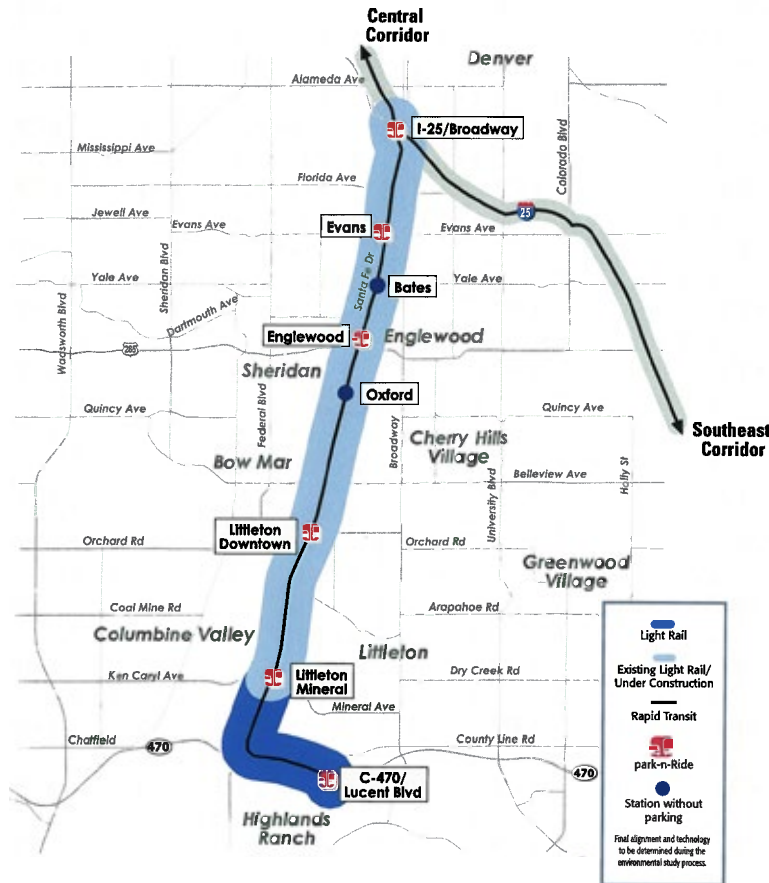 Central
Corridor
Denver
Alameda Ave
I-25/Broadway
Mississippi Ave
Colorado Blvd
Florida Ave
Jewell Ave
Evans Ave
Evans
Evans Ave
25
Sheridan Blvd
Santa Fe Dr
Yale Ave
Bates
Yale Ave
Wadsworth Blvd
Dartmouth Ave
Englewood
Englewood
285
Sheridan
Oxford
Federal Blvd
Quincy Ave
Quincy Ave
Southeast
Corridor
Broadway
Cherry Hills
Village
Bow Mar
University Blvd
Belleview Ave
Holly St
Littleton
Downtown
Orchard Rd
Orchard Rd
Greenwood
Village
Coal Mine Rd
Arapahoe Rd
Columbine Valley
Littleton
Ken Caryl Ave
Littleton
Mineral
Dry Creek Rd
Mineral Ave
Chatfield
470
County Line Rd
470
C-470/
Lucent Blvd
Highlands
Ranch
Light Rail
Existing Light Rail/
Under Construction
Rapid Transit
park-n-Ride
Station without
parking
Final alignment and technology
to be determined during the
environmental study process.